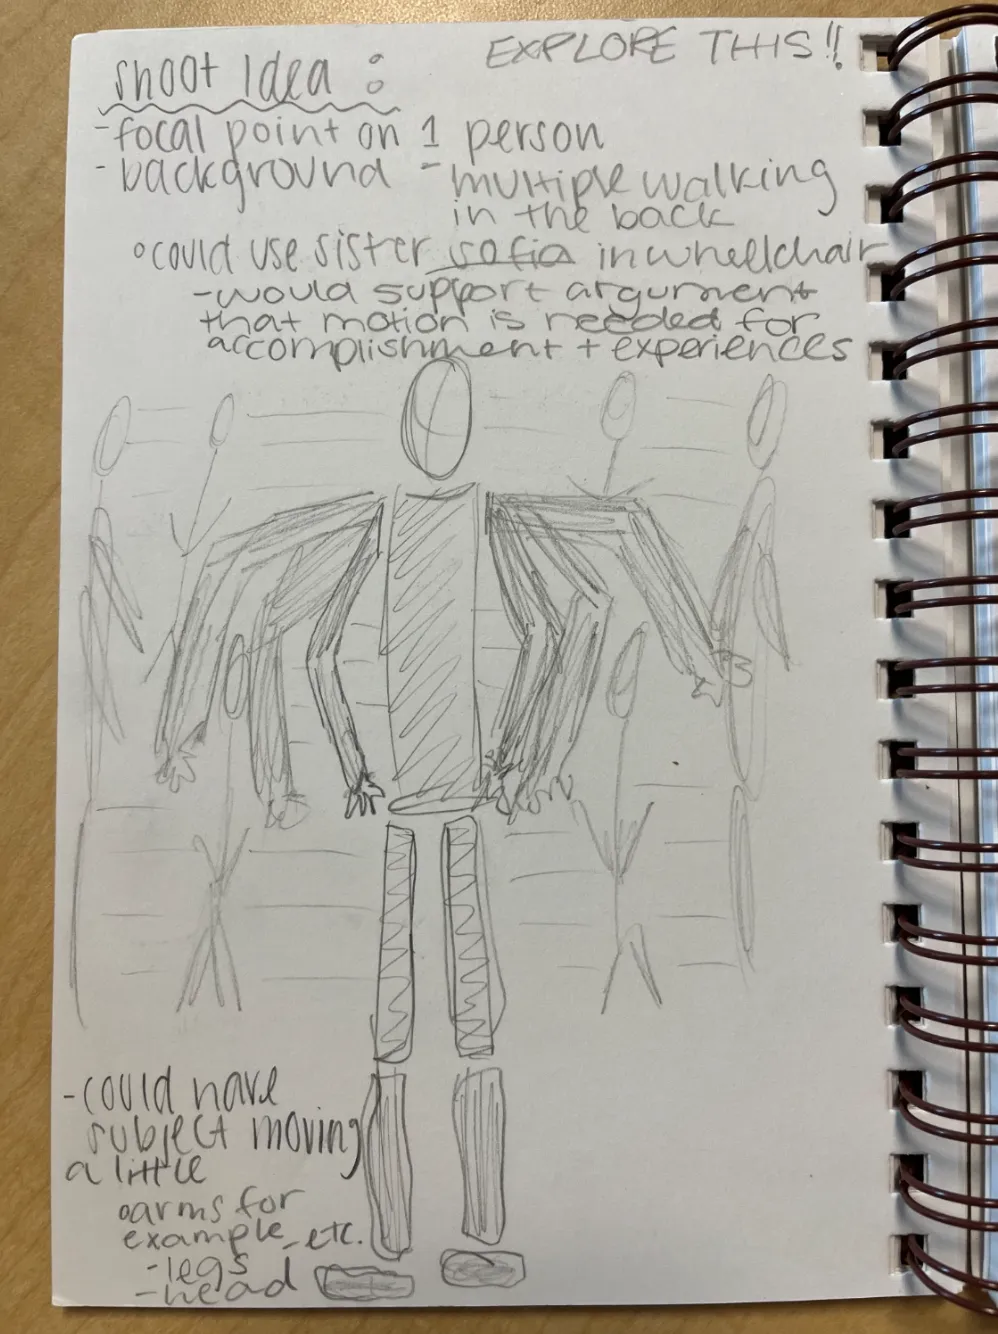 EXPLORE THIS!!
shoot Idea :
-focal point on 1 person
- background - multiple walking
in the back
°could use sister sofia in whellchair
-would support argument
that motion is needed for
accomplishment + experiences
-could have
subject moving
a little
°arms for
example, etc.
-legs
-head